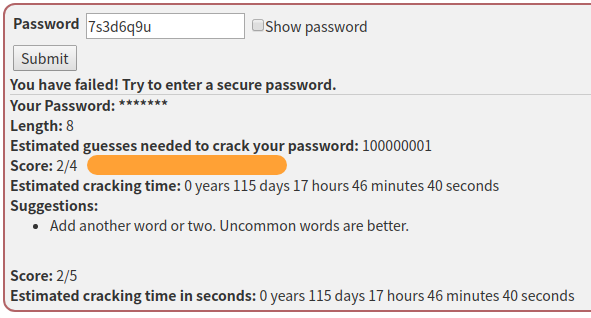 Password 7s3d6q9u Show password
Submit
You have failed! Try to enter a secure password.
Your Password: *******
Length: 8
Estimated guesses needed to crack your password: 100000001
Score: 2/4
Estimated cracking time: 0 years 115 days 17 hours 46 minutes 40 seconds
Suggestions:
• Add another word or two. Uncommon words are better.
Score: 2/5
Estimated cracking time in seconds: 0 years 115 days 17 hours 46 minutes 40 seconds